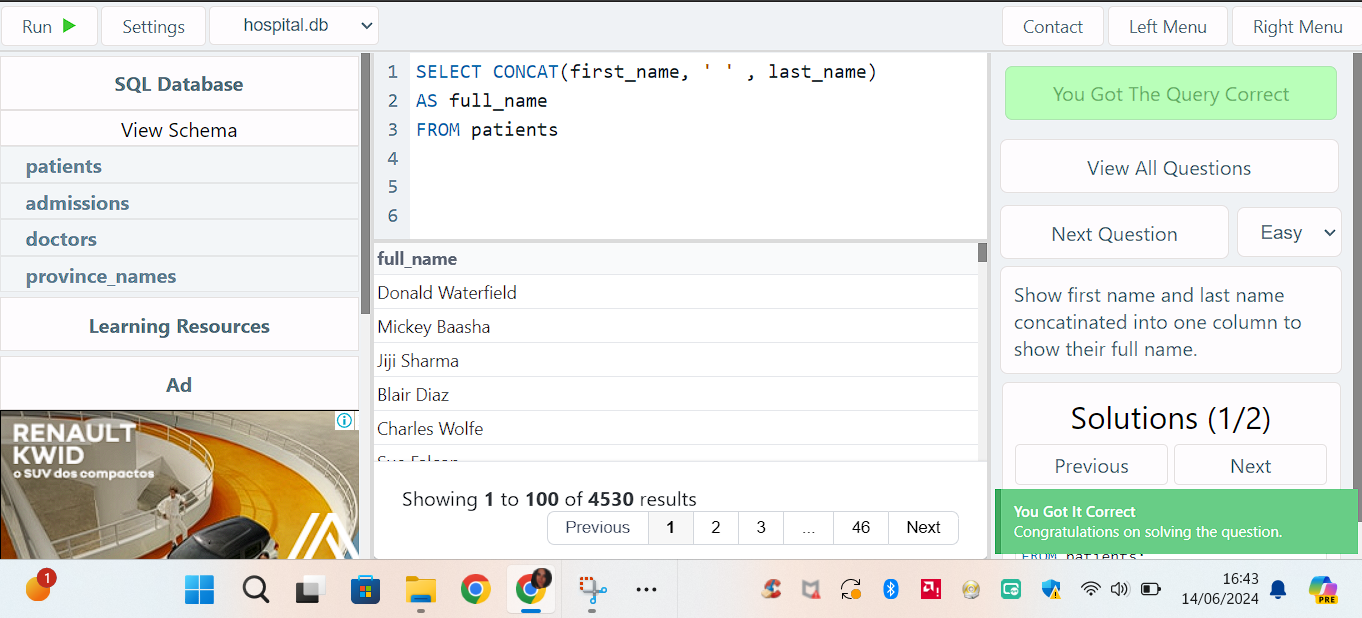 Run
Settings
hospital.db
Contact
Left Menu
Right Menu
SQL Database
View Schema
patients
admissions
doctors
province_names
Learning Resources
Ad
RENAULT
KWID
o SUV dos compactos
1 SELECT CONCAT(first_name, ' ' , last_name)
2 AS full_name
3 FROM patients
4
5
6
full_name
Donald Waterfield
Mickey Baasha
Jiji Sharma
Blair Diaz
Charles Wolfe
Sue Falcon
Showing 1 to 100 of 4530 results
Previous 1 2 3 ... 46 Next
You Got The Query Correct
View All Questions
Next Question
Easy
Show first name and last name
concatinated into one column to
show their full name.
Solutions (1/2)
Previous
Next
You Got It Correct
Congratulations on solving the question.
FROM patients;
1
16:43
14/06/2024
PRE